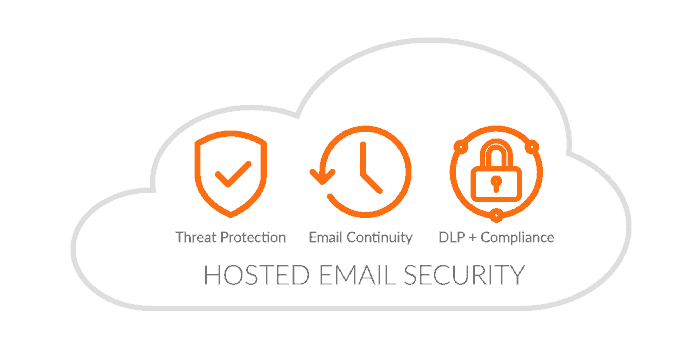 Threat Protection Email Continuity DLP + Compliance
HOSTED EMAIL SECURITY